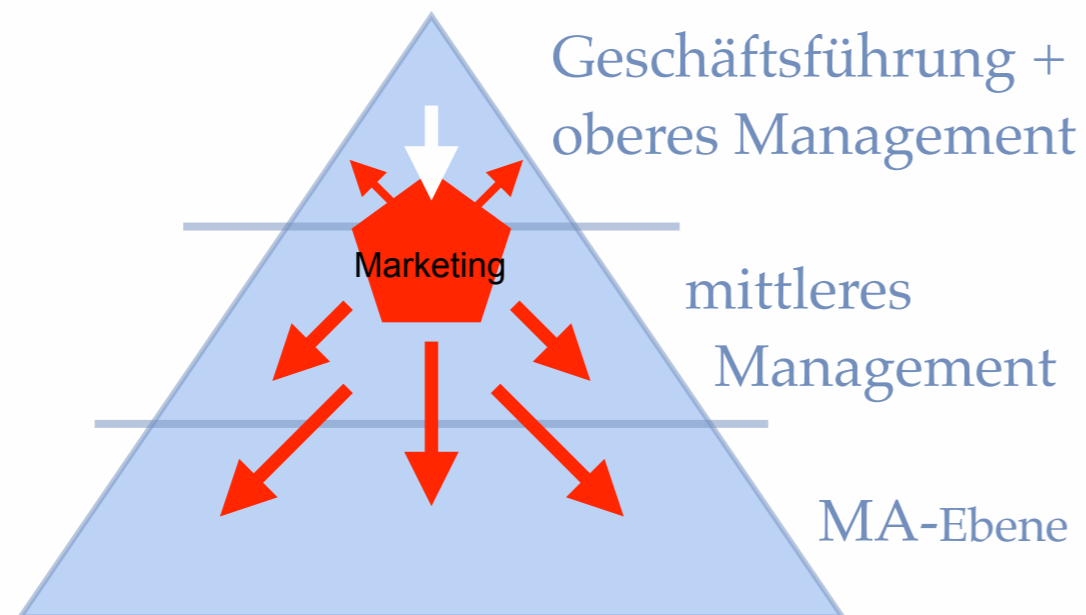 Geschäftsführung +
oberes Management
Marketing
mittleres
Management
MA-Ebene